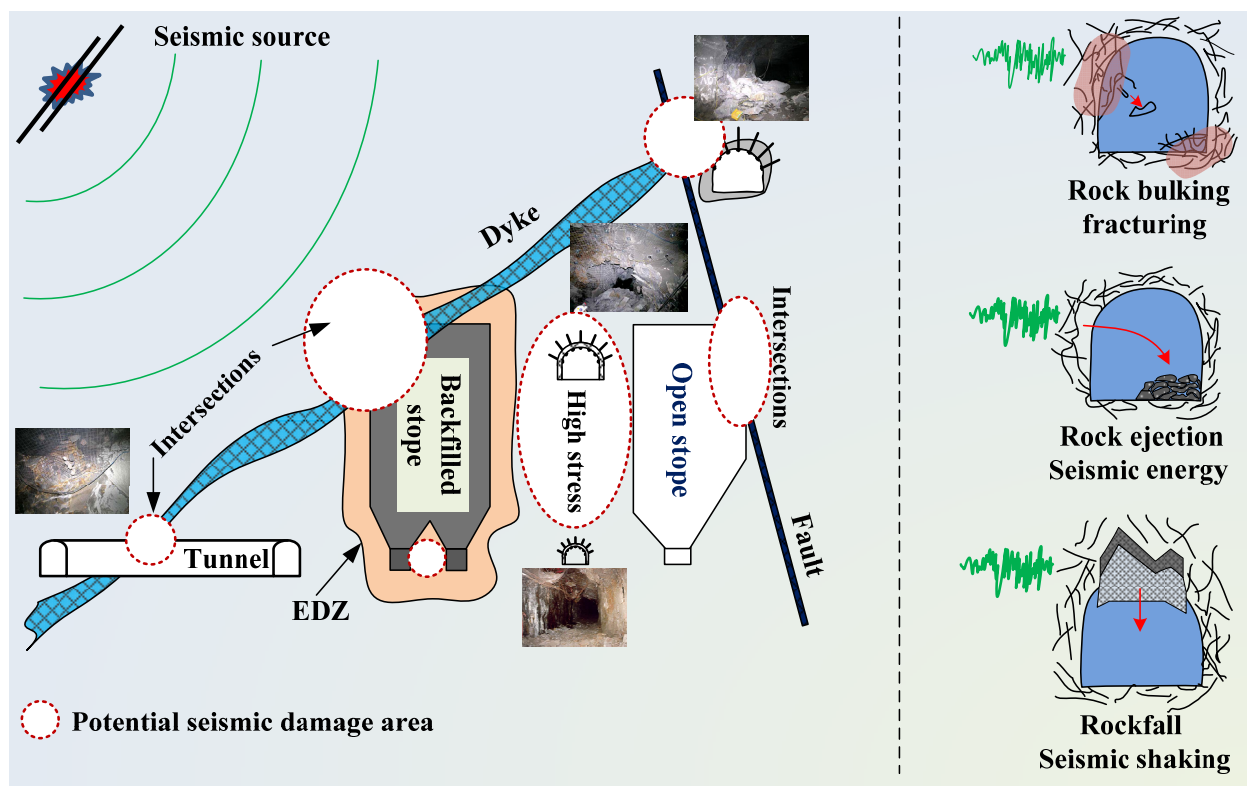 Seismic source
Dyke
Intersections
Intersections
Backfilled
stope
High stress
Open stope
Fault
Tunnel
EDZ
Potential seismic damage area
Rock bulking
fracturing
Rock ejection
Seismic energy
Rockfall
Seismic shaking